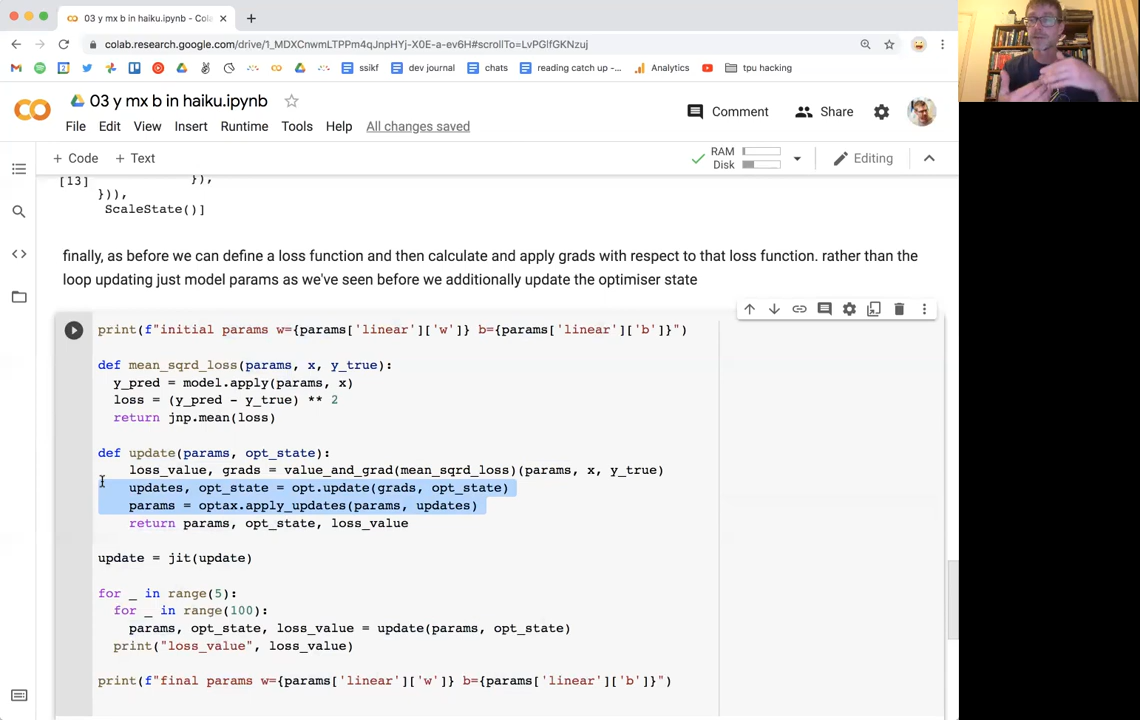 03 y mx b in haiku.ipynb - Cola
colab.research.google.com/drive/1_MDXCnwmLTPPm4qJnpHYj-X0E-a-ev6H#scrollTo=LvPGlfGKNzuj
ssikf
dev journal
chats
reading catch up -...
Analytics
tpu hacking
03 y mx b in haiku.ipynb
Comment
Share
File Edit View Insert Runtime Tools Help All changes saved
+ Code + Text
RAM
Disk
Editing
[13] }),
})),
ScaleState()]
finally, as before we can define a loss function and then calculate and apply grads with respect to that loss function. rather than the
loop updating just model params as we've seen before we additionally update the optimiser state
print(f"initial params w={params['linear']['w']} b={params['linear']['b']}")
def mean_sqrd_loss(params, x, y_true):
y_pred = model.apply(params, x)
loss = (y_pred - y_true) ** 2
return jnp.mean(loss)
def update(params, opt_state):
loss_value, grads = value_and_grad(mean_sqrd_loss)(params, x, y_true)
updates, opt_state = opt.update(grads, opt_state)
params = optax.apply_updates(params, updates)
return params, opt_state, loss_value
update = jit(update)
for _ in range(5):
for _ in range(100):
params, opt_state, loss_value = update(params, opt_state)
print("loss_value", loss_value)
print(f"final params w={params['linear']['w']} b={params['linear']['b']}")